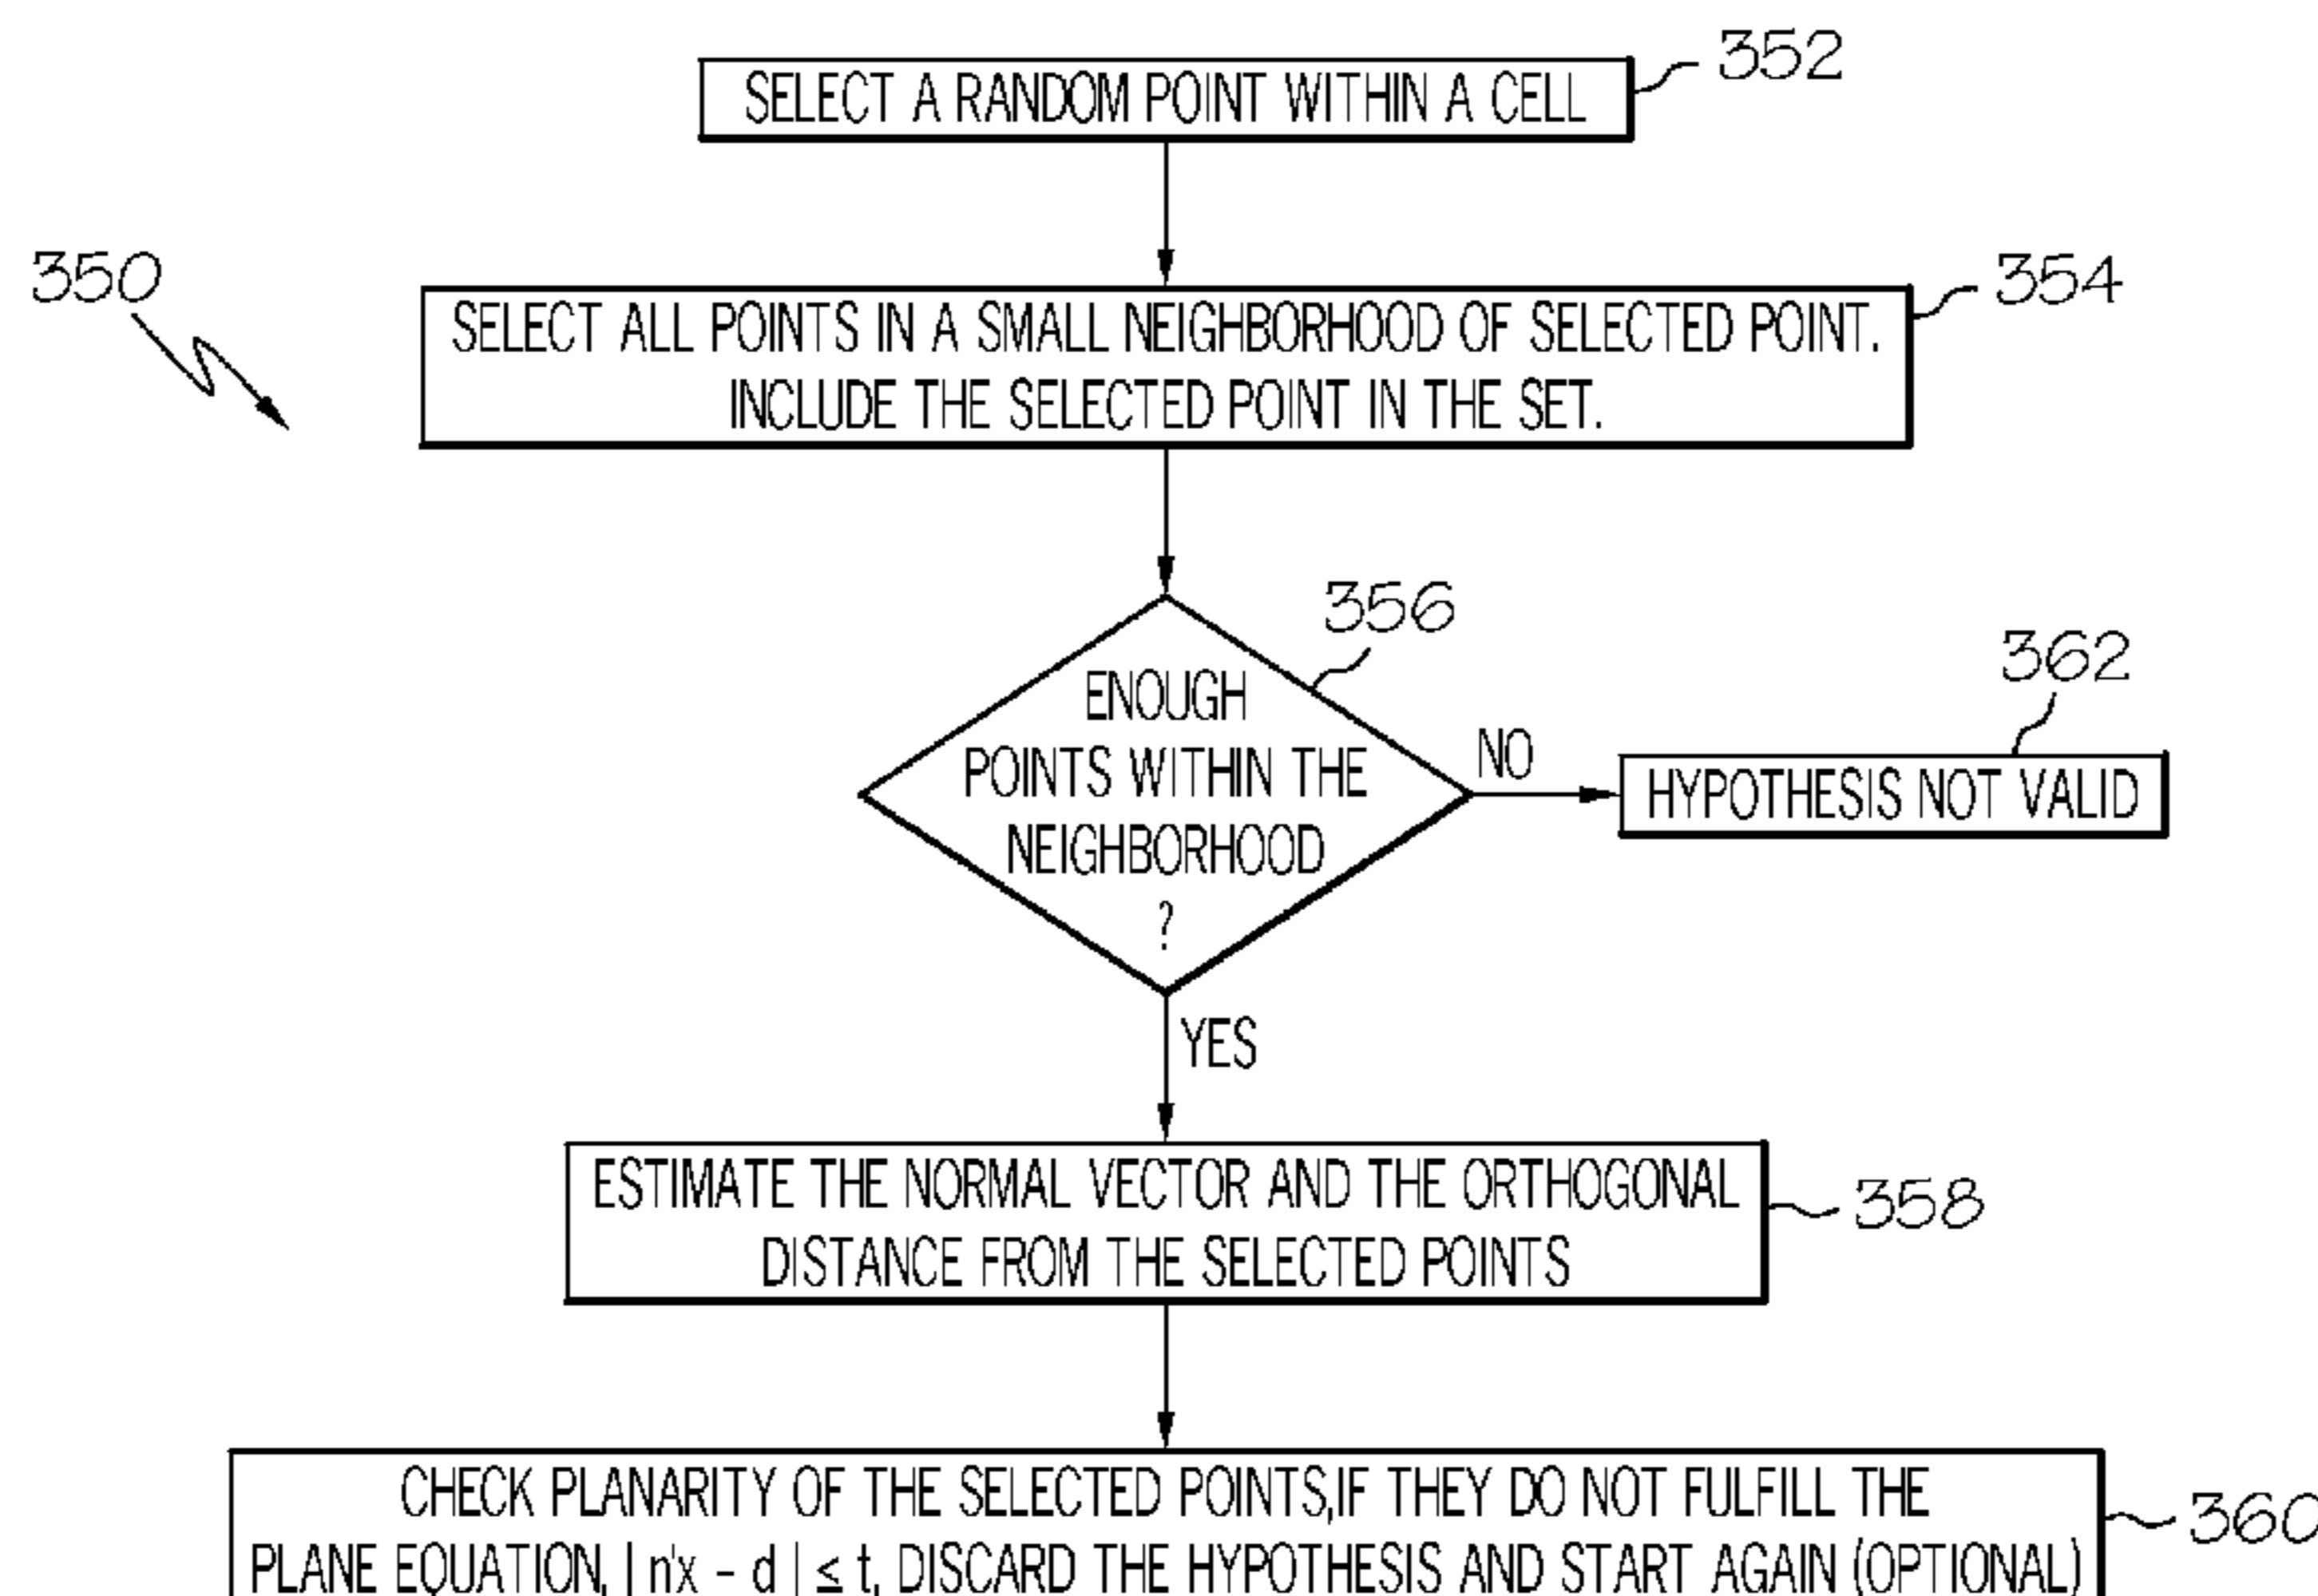 SELECT A RANDOM POINT WITHIN A CELL
352
350
SELECT ALL POINTS IN A SMALL NEIGHBORHOOD OF SELECTED POINT.
INCLUDE THE SELECTED POINT IN THE SET.
354
356
ENOUGH
POINTS WITHIN THE
NEIGHBORHOOD
?
NO
362
HYPOTHESIS NOT VALID
YES
ESTIMATE THE NORMAL VECTOR AND THE ORTHOGONAL
DISTANCE FROM THE SELECTED POINTS
358
CHECK PLANARITY OF THE SELECTED POINTS,IF THEY DO NOT FULFILL THE
PLANE EQUATION, | n'x - d | ≤ t, DISCARD THE HYPOTHESIS AND START AGAIN (OPTIONAL)
360